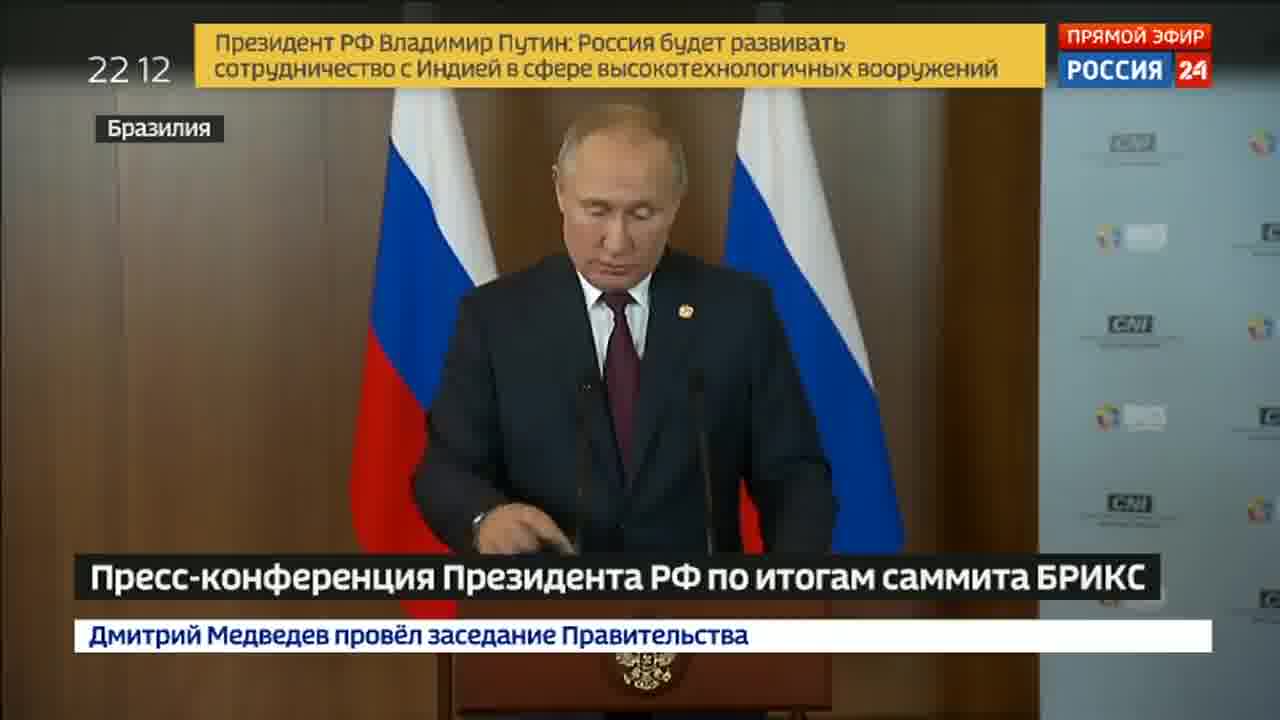 22 12
Президент РФ Владимир Путин: Россия будет развивать
сотрудничество с Индией в сфере высокотехнологичных вооружений
ПРЯМОЙ ЭФИР
РОССИЯ 24
Бразилия
CNI
CNI
CNI
Пресс-конференция Президента РФ по итогам саммита БРИКС
Дмитрий Медведев провёл заседание Правительства